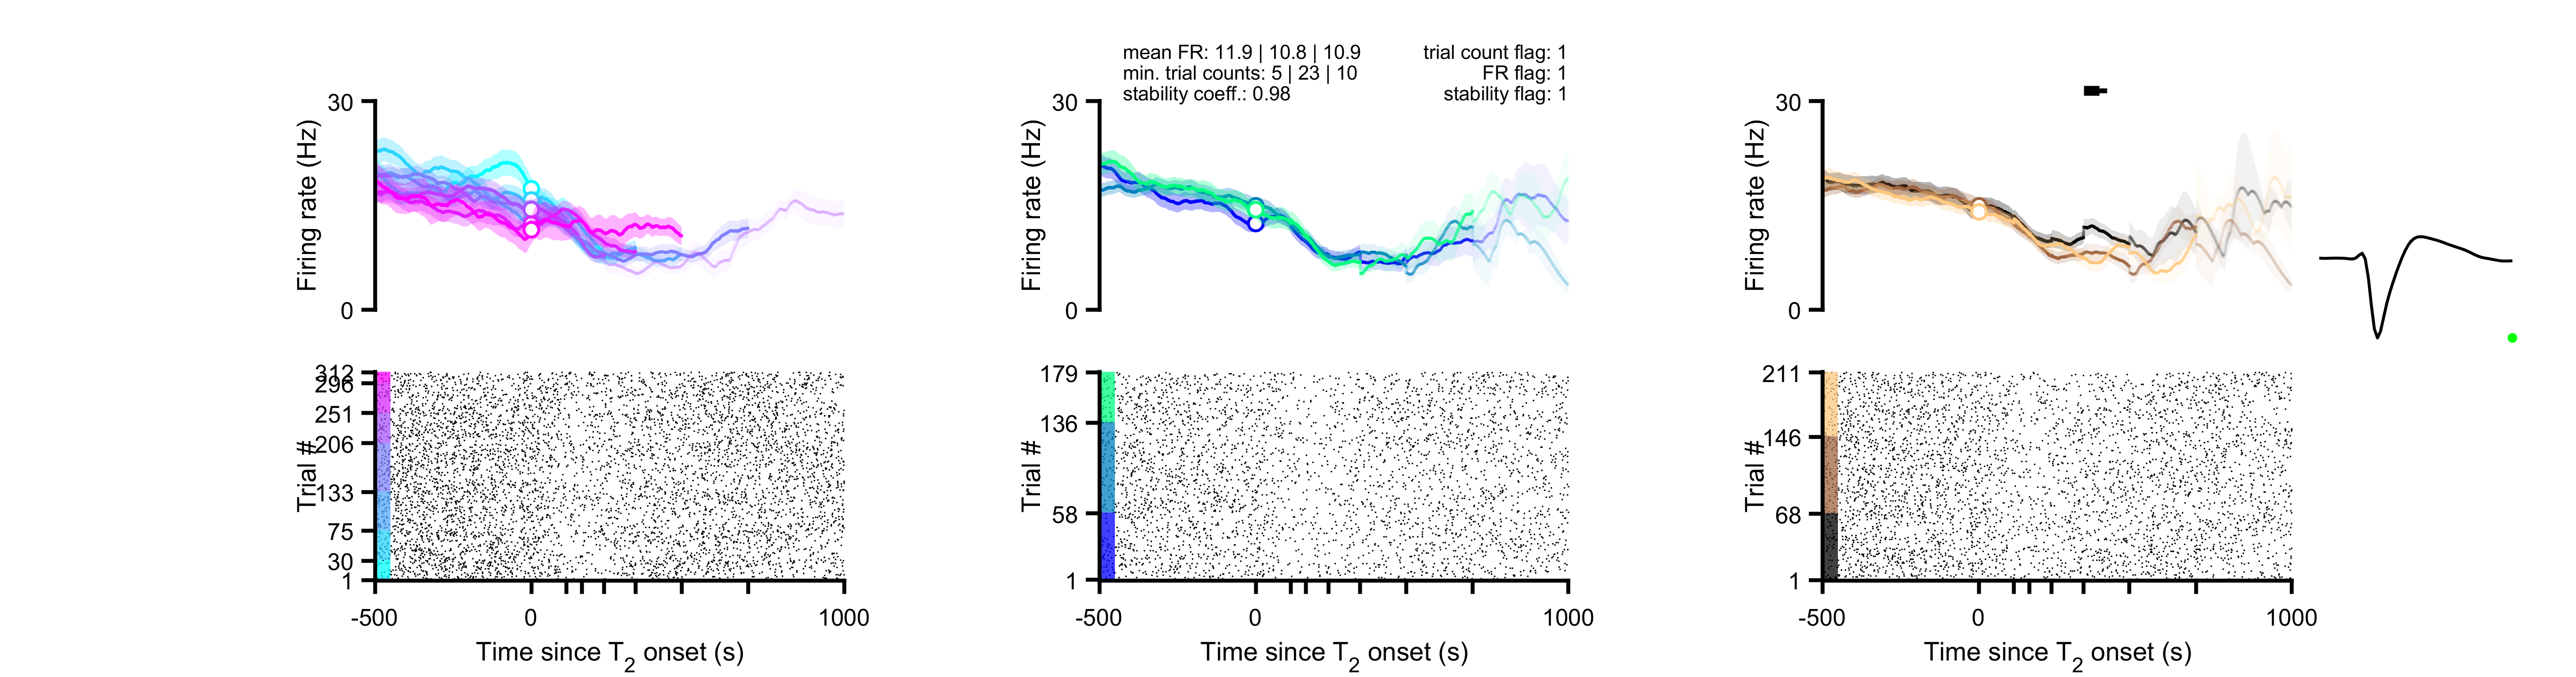 mean FR: 11.9 | 10.8 | 10.9
min. trial counts: 5 | 23 | 10
stability coeff.: 0.98
trial count flag: 1
FR flag: 1
stability flag: 1
30
Firing rate (Hz)
0
30
Firing rate (Hz)
0
30
Firing rate (Hz)
0
312
296
251
206
133
75
30
1
Trial #
-500
0
1000
Time since T2 onset (s)
179
136
58
1
Trial #
-500
0
1000
Time since T2 onset (s)
211
146
68
1
Trial #
-500
0
1000
Time since T2 onset (s)